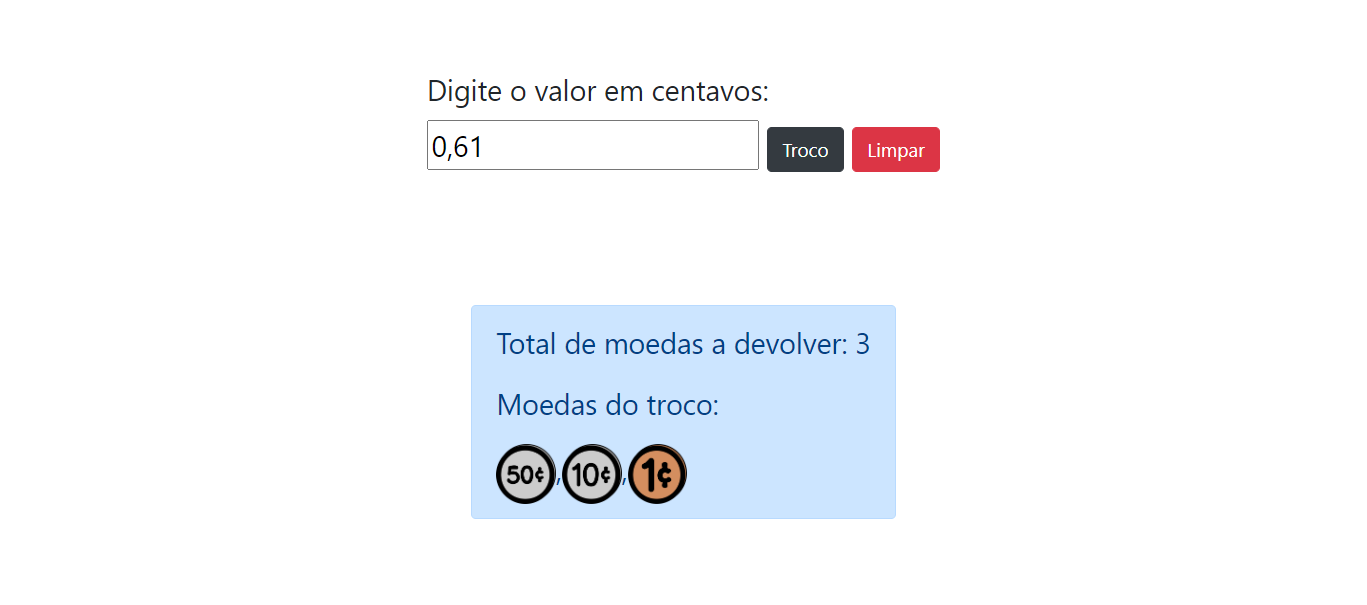 Digite o valor em centavos:
0,61 Troco Limpar
Total de moedas a devolver: 3
Moedas do troco:
50¢,10¢,1¢